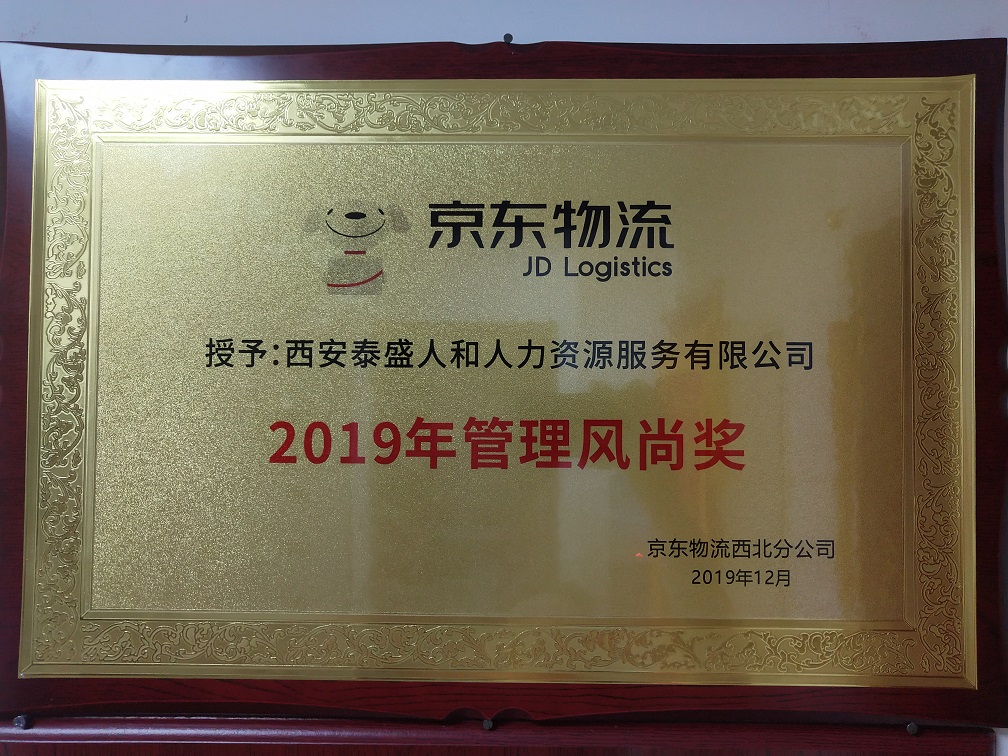 京东物流
JD Logistics
授予:西安泰盛人和人力资源服务有限公司
2019年管理风尚奖
京东物流西北分公司
2019年12月